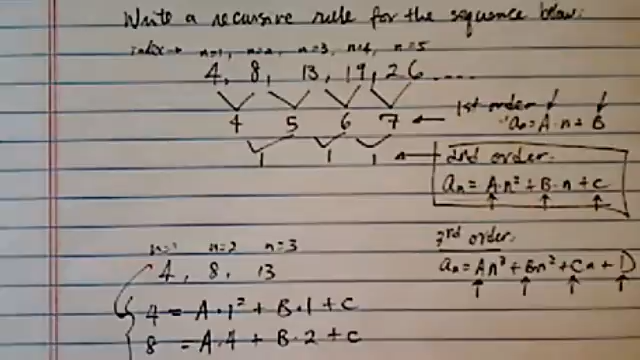 Write a recursive rule for the sequence below:
index→ n=1, n=2, n=3, n=4, n=5
4, 8, 13, 19, 26 ....
4 5 6 7 ← 1st order
aₙ = A·n + B
1 1 1 ← 2nd order:
aₙ = A·n² + B·n + C
3rd order:
aₙ = An³ + Bn² + Cn + D
n=1 n=2 n=3
4, 8, 13
4 = A·1² + B·1 + C
8 = A·4 + B·2 + C